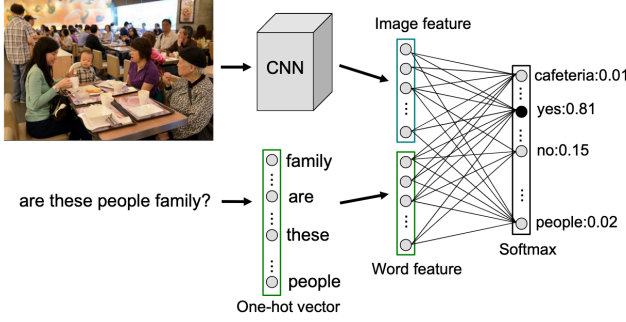 Image feature
CNN
cafeteria:0.01
yes:0.81
no:0.15
people:0.02
Softmax
are these people family?
family
are
these
people
One-hot vector
Word feature